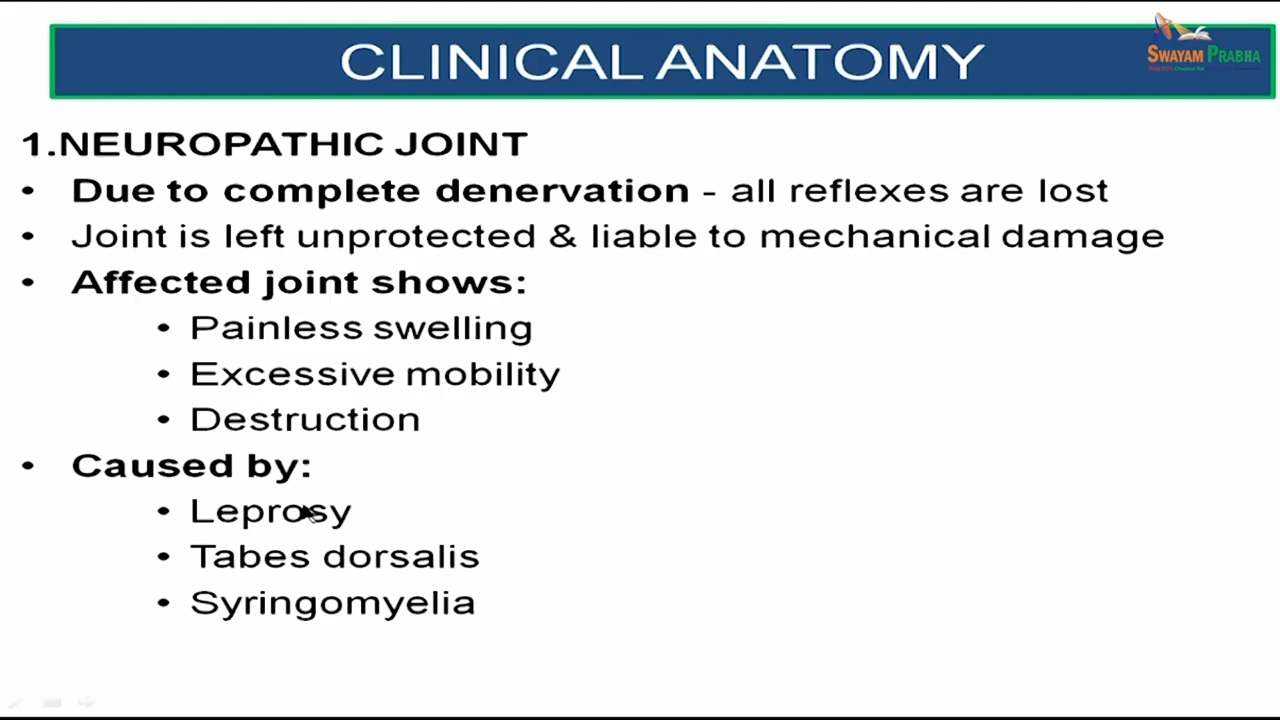 CLINICAL ANATOMY
SWAYAM PRABHA
1.NEUROPATHIC JOINT
• Due to complete denervation - all reflexes are lost
• Joint is left unprotected & liable to mechanical damage
• Affected joint shows:
• Painless swelling
• Excessive mobility
• Destruction
• Caused by:
• Leprosy
• Tabes dorsalis
• Syringomyelia